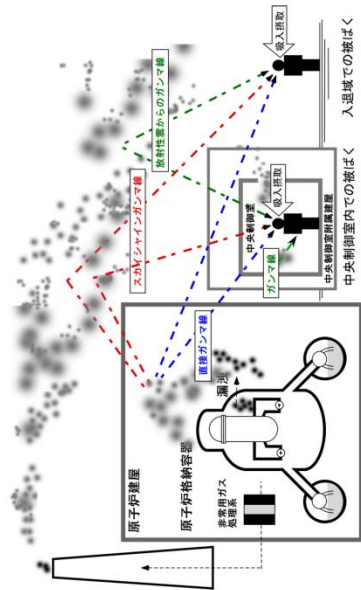 原子炉建屋
原子炉格納容器
非常用ガス
処理系
漏洩
直接ガンマ線
スカイシャインガンマ線
放射性雲からのガンマ線
中央制御室
吸入摂取
ガンマ線
中央制御室附属建屋
中央制御室内での被ばく
吸入摂取
入退域での被ばく